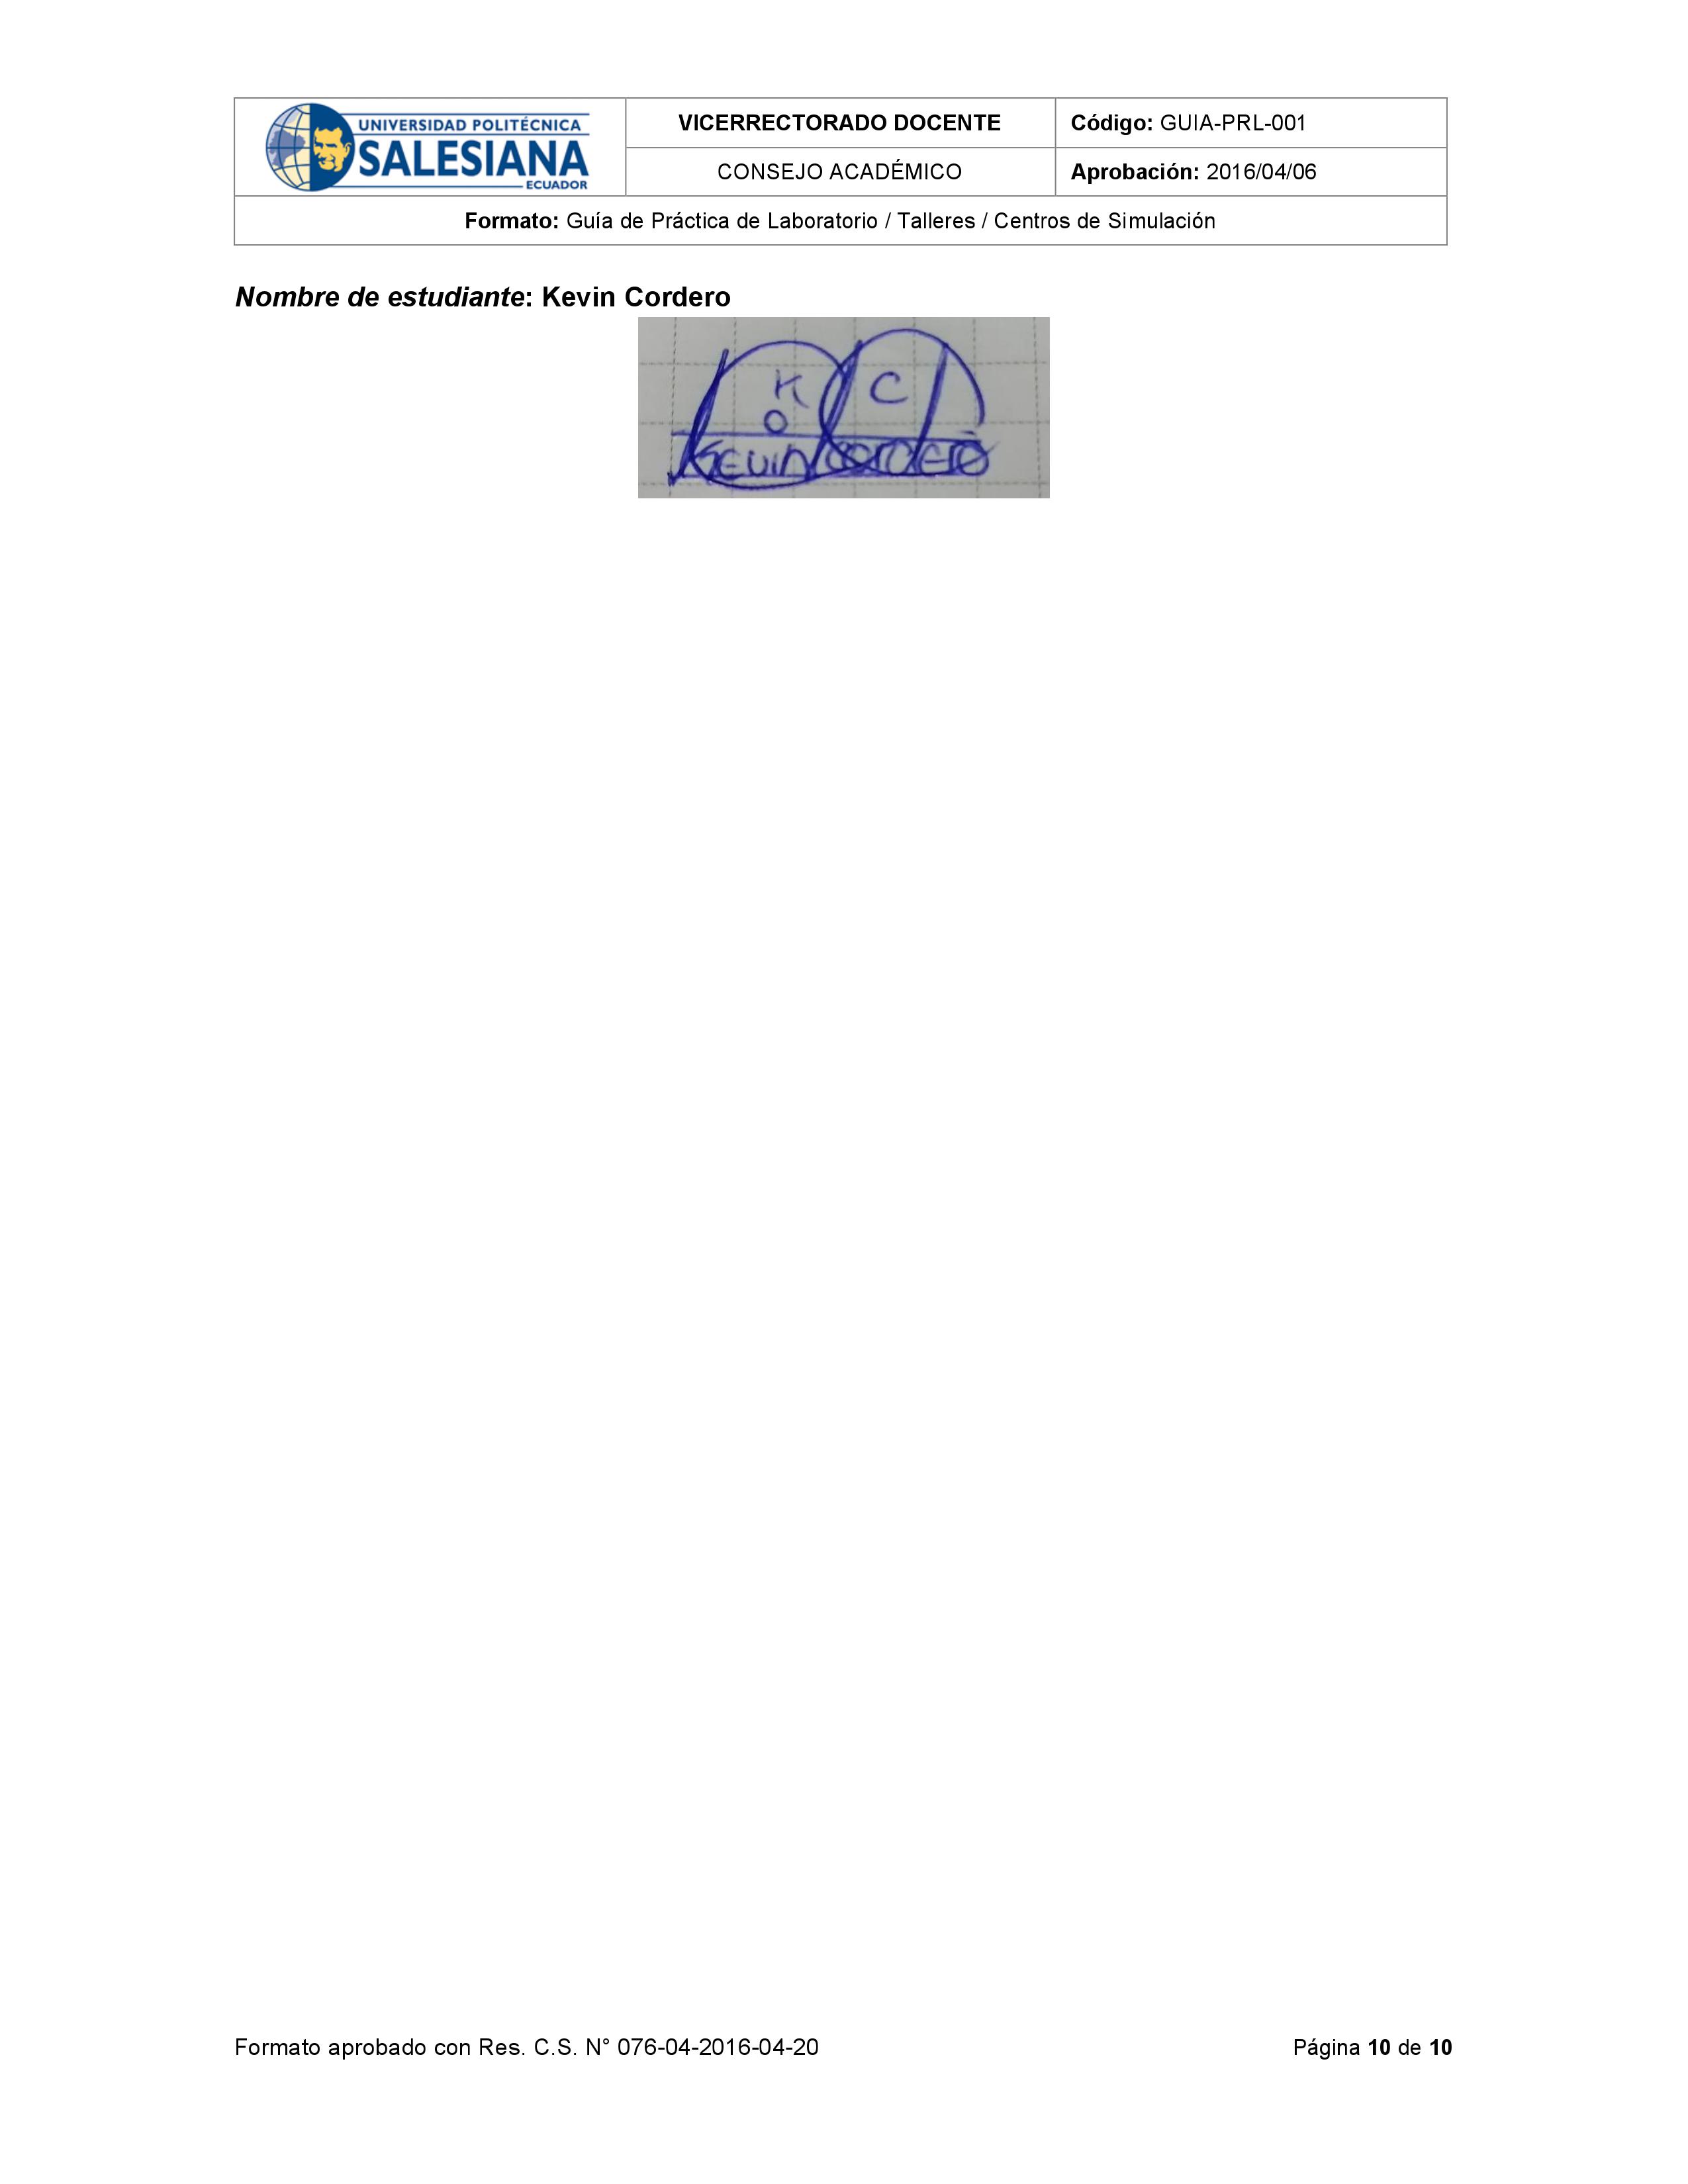 UNIVERSIDAD POLITÉCNICA
SALESIANA
ECUADOR
VICERRECTORADO DOCENTE
Código: GUIA-PRL-001
CONSEJO ACADÉMICO
Aprobación: 2016/04/06
Formato: Guía de Práctica de Laboratorio / Talleres / Centros de Simulación
Nombre de estudiante: Kevin Cordero
K C
O
KEVIN CORDERO
Formato aprobado con Res. C.S. N° 076-04-2016-04-20
Página 10 de 10